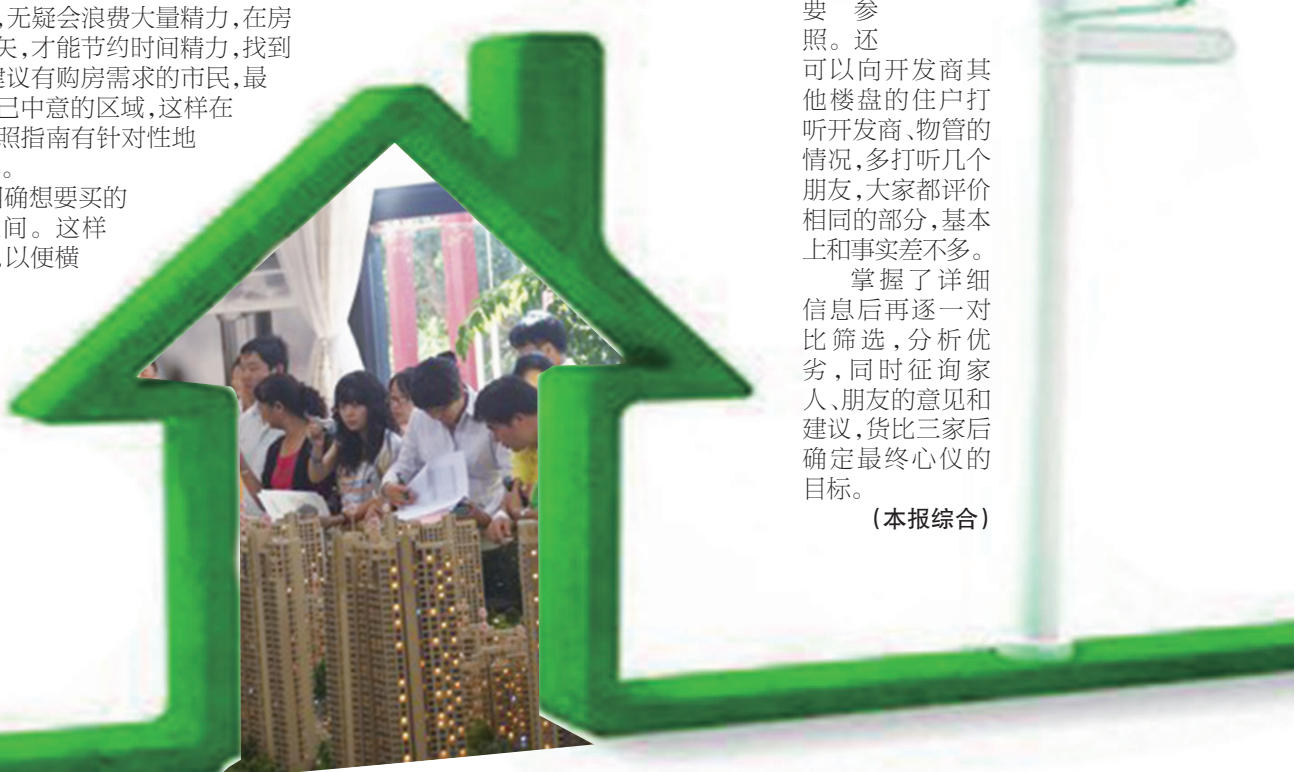 ,无疑会浪费大量精力,在房
矢,才能节约时间精力,找到
建议有购房需求的市民,最
己中意的区域,这样在
照指南有针对性地
。
确想要买的
间。这样
以便横
要参
照。还
可以向开发商其
他楼盘的住户打
听开发商、物管的
情况,多打听几个
朋友,大家都评价
相同的部分,基本
上和事实差不多。
掌握了详细
信息后再逐一对
比筛选,分析优
劣,同时征询家
人、朋友的意见和
建议,货比三家后
确定最终心仪的
目标。
(本报综合)